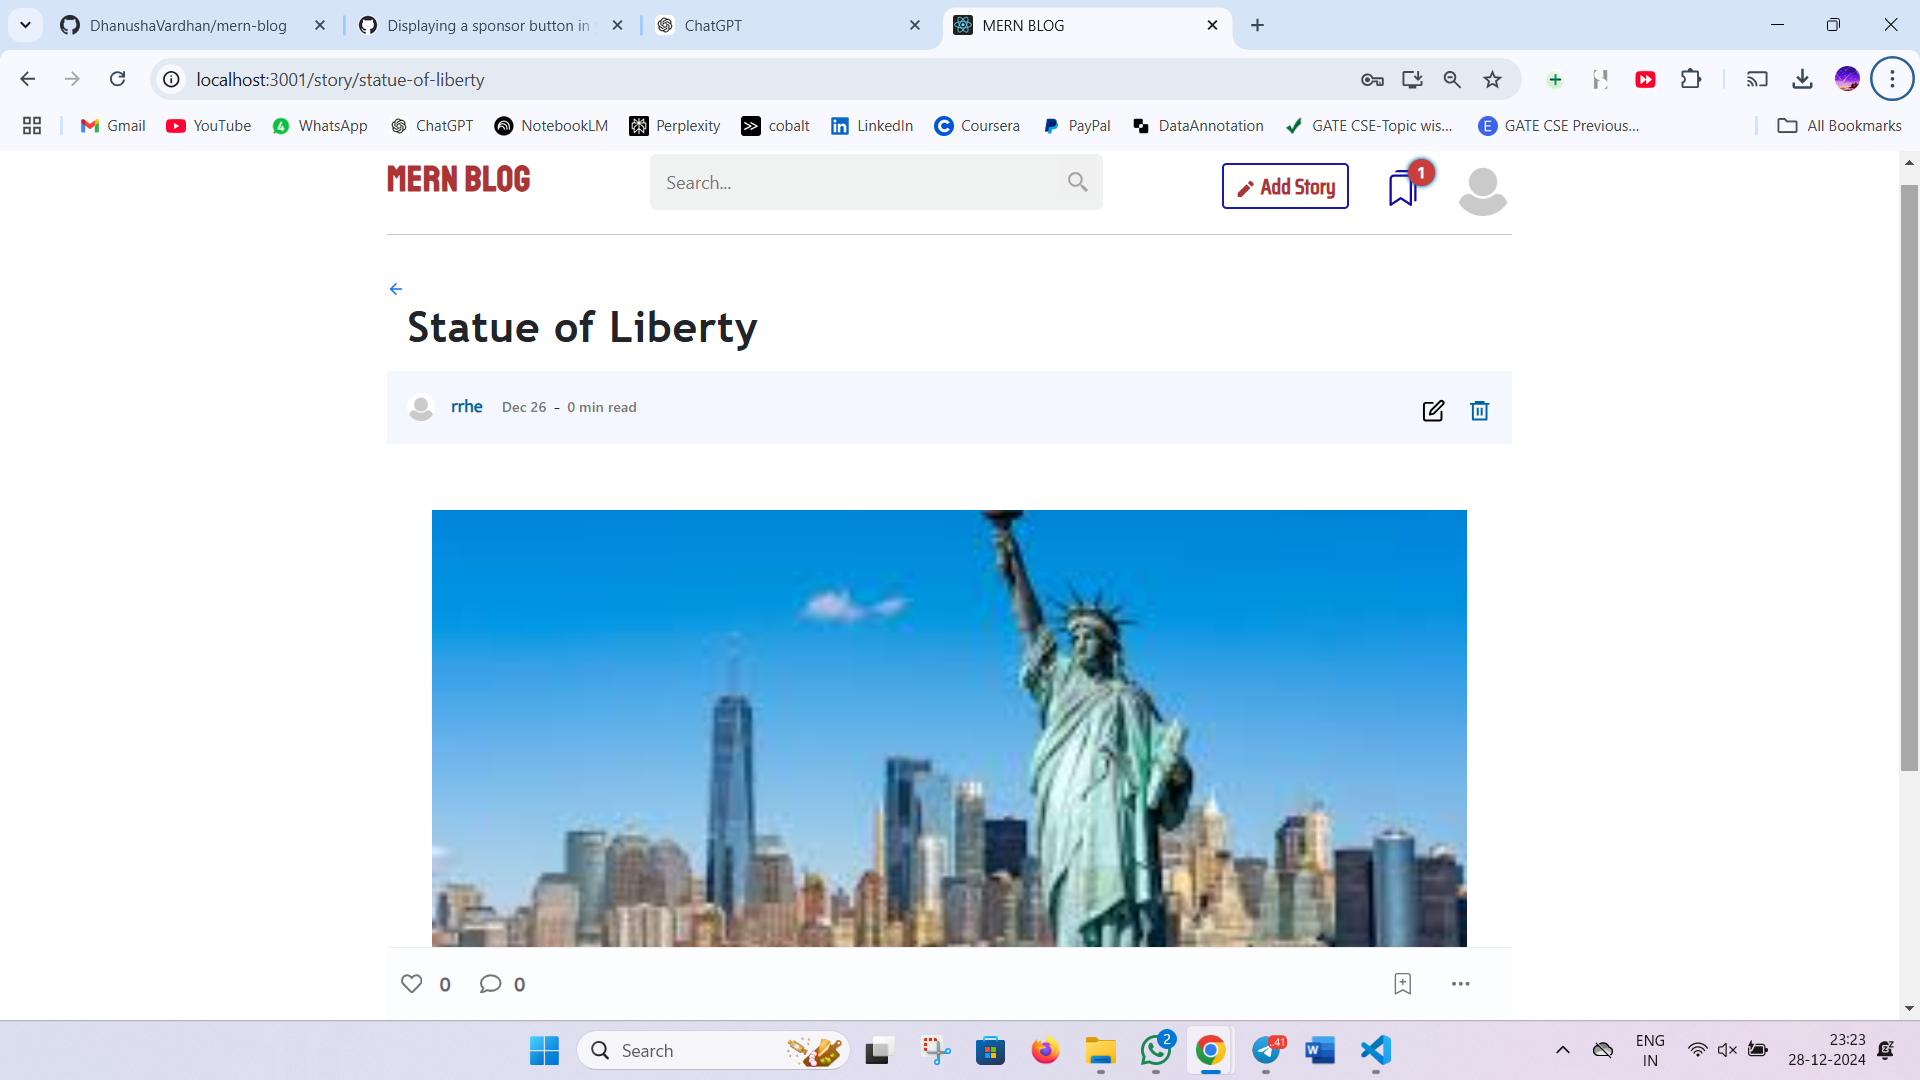 DhanushaVardhan/mern-blog
Displaying a sponsor button in
ChatGPT
MERN BLOG
localhost:3001/story/statue-of-liberty
Gmail
YouTube
WhatsApp
ChatGPT
NotebookLM
Perplexity
cobalt
LinkedIn
Coursera
PayPal
DataAnnotation
GATE CSE-Topic wis...
E
GATE CSE Previous...
All Bookmarks
MERN BLOG
Search...
Add Story
1
Statue of Liberty
rrhe Dec 26 - 0 min read
0
0
Search
2
41
ENG
IN
23:23
28-12-2024